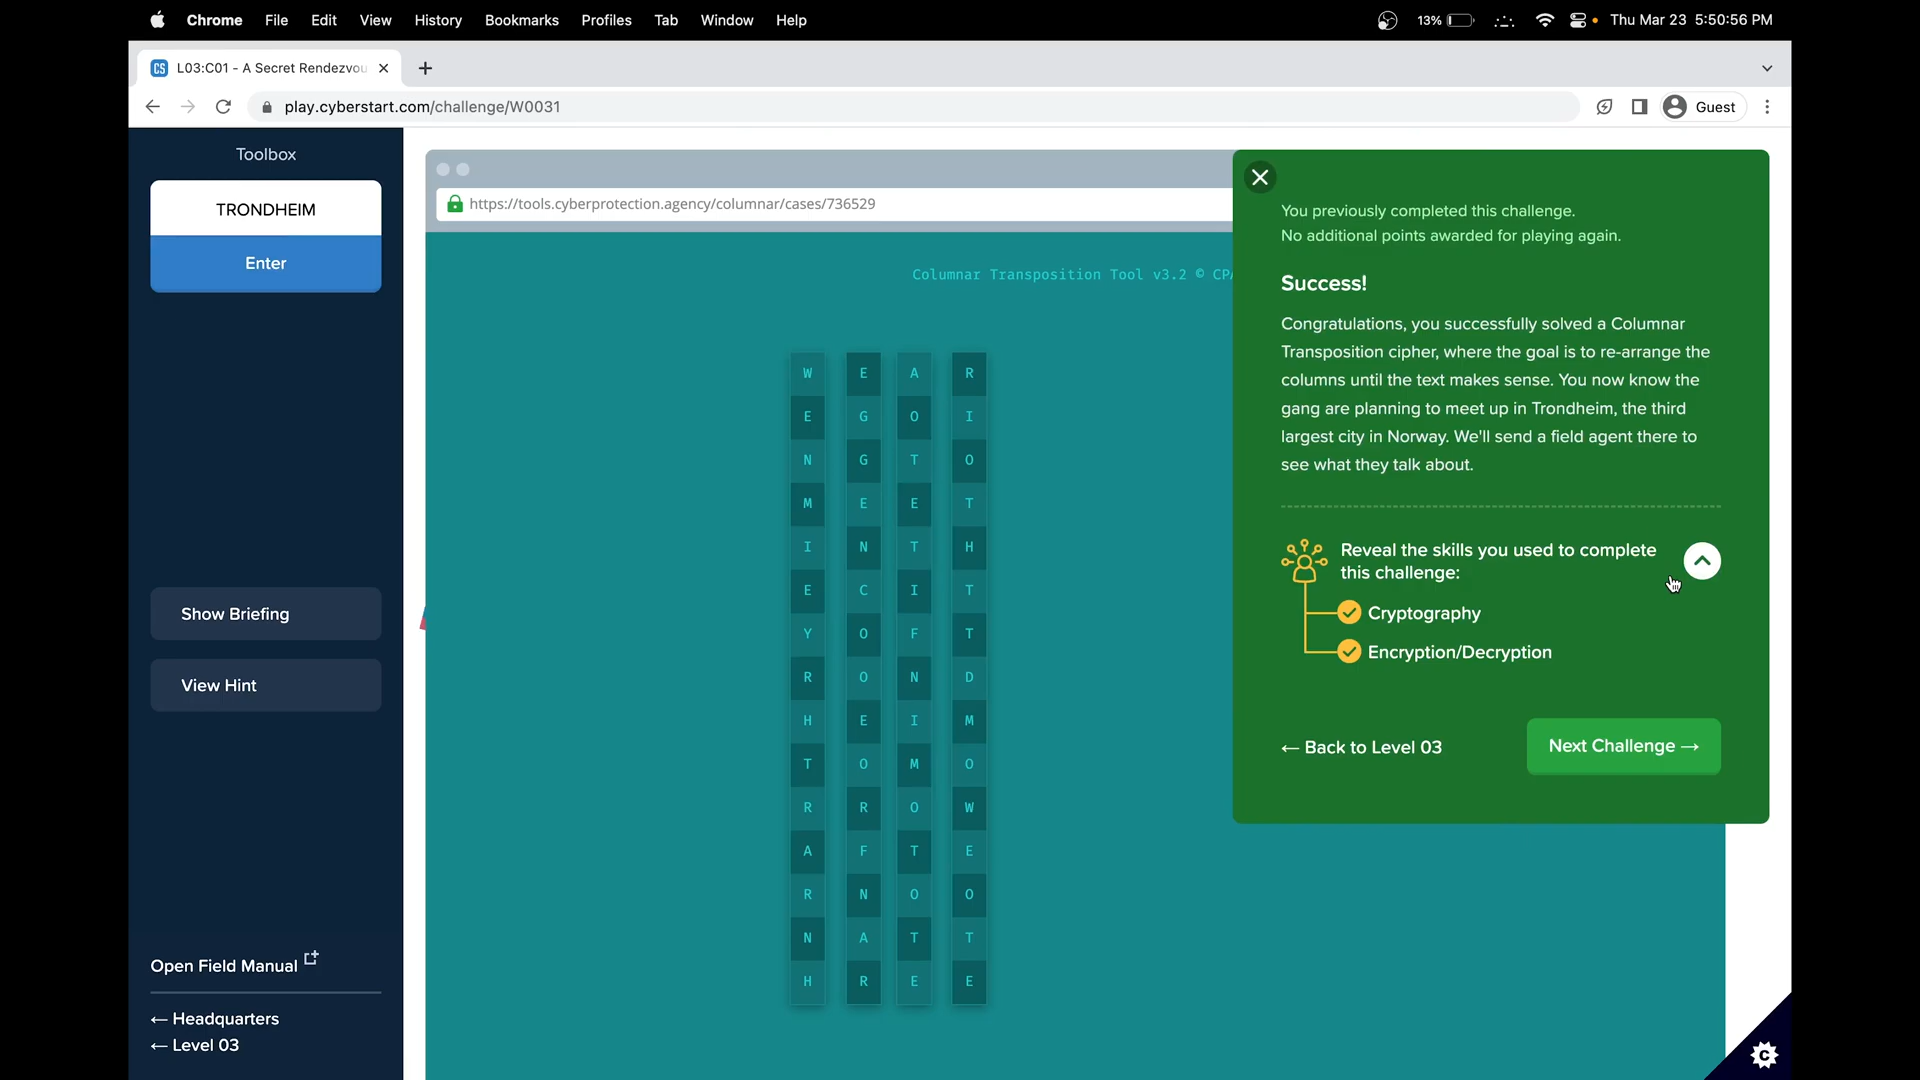 Chrome File Edit View History Bookmarks Profiles Tab Window Help 13% Thu Mar 23 5:50:56 PM
CS L03:C01 - A Secret Rendezvou
play.cyberstart.com/challenge/W0031 Guest
Toolbox
TRONDHEIM
Enter
Show Briefing
View Hint
Open Field Manual
← Headquarters
← Level 03
https://tools.cyberprotection.agency/columnar/cases/736529
Columnar Transposition Tool v3.2 © CPA
W E A R
E G O I
N G T O
M E E T
I N T H
E C I T
Y O F T
R O N D
H E I M
T O M O
R R O W
A F T E
R N O O
N A T T
H R E E
You previously completed this challenge.
No additional points awarded for playing again.
Success!
Congratulations, you successfully solved a Columnar
Transposition cipher, where the goal is to re-arrange the
columns until the text makes sense. You now know the
gang are planning to meet up in Trondheim, the third
largest city in Norway. We'll send a field agent there to
see what they talk about.
Reveal the skills you used to complete
this challenge:
Cryptography
Encryption/Decryption
← Back to Level 03
Next Challenge →
C